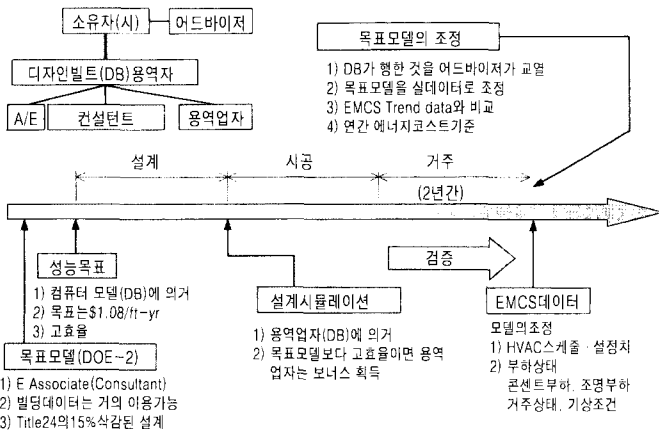 소유자(시)
어드바이저
디자인빌트(DB)용역자
A/E
컨설턴트
용역업자
목표모델의 조정
1) DB가 행한 것을 어드바이저가 교열
2) 목표모델을 실데이터로 조정
3) EMCS Trend data와 비교
4) 연간 에너지코스트기준
설계
시공
거주
(2년간)
검증
성능목표
1) 컴퓨터 모델(DB)에 의거
2) 목표는$1.08/ft-yr
3) 고효율
목표모델(DOE-2)
1) E Associate(Consultant)
2) 빌딩데이터는 거의 이용가능
3) Title24의15%삭감된 설계
설계시뮬레이션
1) 용역업자(DB)에 의거
2) 목표모델보다 고효율이면 용역
업자는 보너스 획득
EMCS데이터
모델의조정
1) HVAC스케줄·설정치
2) 부하상태
콘센트부하, 조명부하
거주상태, 기상조건